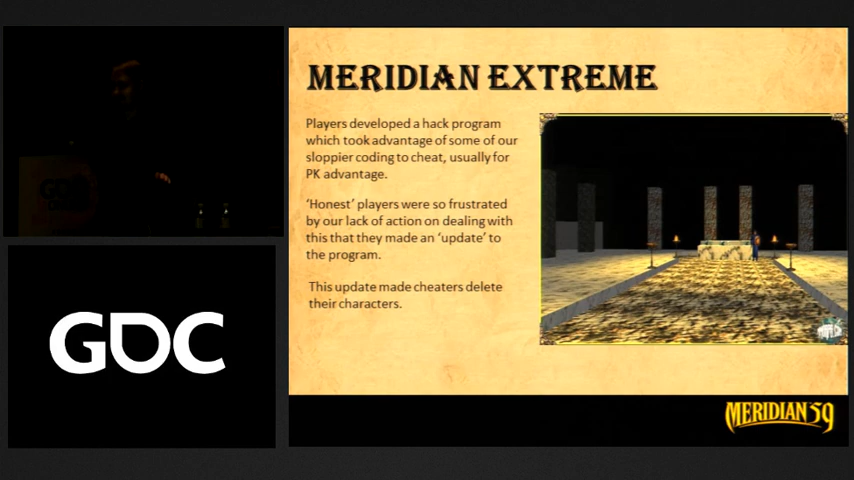 MERIDIAN EXTREME
Players developed a hack program
which took advantage of some of our
sloppier coding to cheat, usually for
PK advantage.
‘Honest’ players were so frustrated
by our lack of action on dealing with
this that they made an ‘update’ to
the program.
This update made cheaters delete
their characters.
GDC
MERIDIAN 59